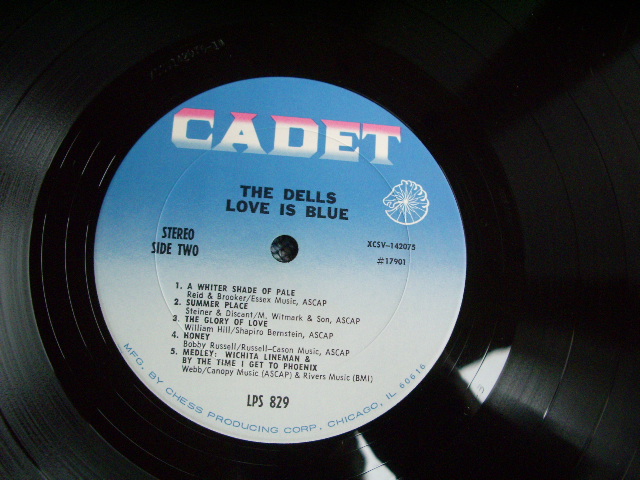 CADET
THE DELLS
LOVE IS BLUE
STEREO
SIDE TWO
XCSV-142075
#17901
1. A WHITER SHADE OF PALE
Reid & Brooker/Essex Music, ASCAP
2. SUMMER PLACE
Steiner & Discant/M. Witmark & Son, ASCAP
3. THE GLORY OF LOVE
William Hill/Shapiro Bernstein, ASCAP
4. HONEY
Bobby Russell/Russell-Cason Music, ASCAP
5. MEDLEY: WICHITA LINEMAN &
BY THE TIME I GET TO PHOENIX
Webb/Canopy Music (ASCAP) & Rivers Music (BMI)
LPS 829
MFG. BY CHESS PRODUCING CORP., CHICAGO, IL 60616